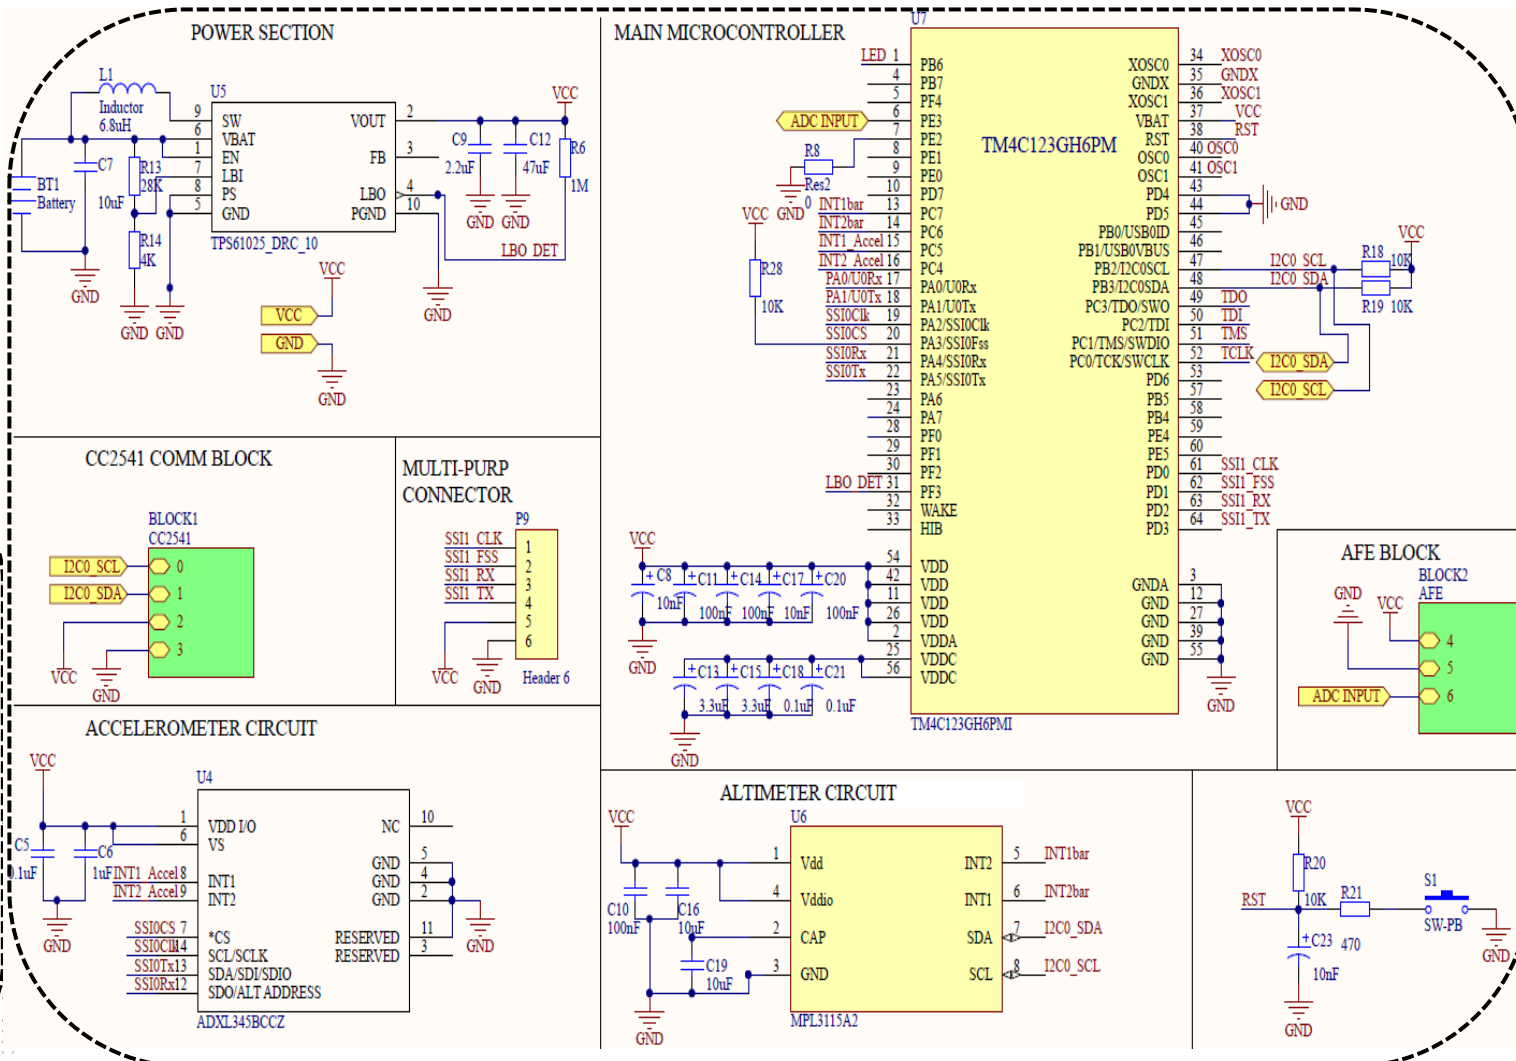 POWER SECTION
L1
Inductor
6.8uH
U5
9 SW
6 VBAT
1 EN
7 LBI
8 PS
5 GND
VOUT 2
FB 3
LBO 4
PGND 10
TPS61025_DRC_10
BT1
Battery
C7
10uF
R13
28K
R14
4K
GND
GND
GND
C9
2.2uF
C12
47uF
VCC
R6
1M
GND
GND
LBO DET
GND
VCC
VCC
GND
GND
MAIN MICROCONTROLLER
U7
TM4C123GH6PM
LED 1 PB6
4 PB7
5 PF4
ADC INPUT 6 PE3
7 PE2
8 PE1
9 PE0
10 PD7
INT1bar 13 PC7
INT2bar 14 PC6
INT1_Accel 15 PC5
INT2_Accel 16 PC4
PA0/U0Rx 17 PA0/U0Rx
PA1/U0Tx 18 PA1/U0Tx
SSI0Clk 19 PA2/SSI0Clk
SSI0CS 20 PA3/SSI0Fss
SSI0Rx 21 PA4/SSI0Rx
SSI0Tx 22 PA5/SSI0Tx
23 PA6
24 PA7
28 PF0
29 PF1
30 PF2
LBO_DET 31 PF3
32 WAKE
33 HIB
54 VDD
42 VDD
11 VDD
26 VDD
2 VDDA
25 VDDC
56 VDDC
R8
Res2
0
GND
VCC
R28
10K
XOSC0 34 XOSC0
GNDX 35 GNDX
XOSC1 36 XOSC1
VBAT 37 VCC
RST 38 RST
OSC0 40 OSC0
OSC1 41 OSC1
PD4 43
PD5 44
GND
PB0/USB0ID 45
PB1/USB0VBUS 46
PB2/I2C0SCL 47 I2C0_SCL
PB3/I2C0SDA 48 I2C0_SDA
PC3/TDO/SWO 49 TDO
PC2/TDI 50 TDI
PC1/TMS/SWDIO 51 TMS
PC0/TCK/SWCLK 52 TCLK
PD6 53
PB5 57
PB4 58
PE4 59
PE5 60
PD0 61 SSI1_CLK
PD1 62 SSI1_FSS
PD2 63 SSI1_RX
PD3 64 SSI1_TX
GNDA 3
GND 12
GND 27
GND 39
GND 55
GND
VCC
R18 10K
R19 10K
I2C0_SDA
I2C0_SCL
VCC
C8 C11 C14 C17 C20
10nF 100nF 100nF 10nF 100nF
GND
C13 C15 C18 C21
3.3uF 3.3uF 0.1uF 0.1uF
GND
TM4C123GH6PMI
CC2541 COMM BLOCK
BLOCK1
CC2541
I2C0_SCL 0
I2C0_SDA 1
2
3
VCC
GND
MULTI-PURP
CONNECTOR
P9
SSI1_CLK 1
SSI1_FSS 2
SSI1_RX 3
SSI1_TX 4
5
6
VCC
GND
Header 6
AFE BLOCK
BLOCK2
AFE
GND
VCC
4
5
ADC INPUT 6
ACCELEROMETER CIRCUIT
VCC
U4
1 VDD I/O
6 VS
INT1_Accel 8 INT1
INT2_Accel 9 INT2
SSI0CS 7 *CS
SSI0Clk 14 SCL/SCLK
SSI0Tx 13 SDA/SDI/SDIO
SSI0Rx 12 SDO/ALT ADDRESS
NC 10
GND 5
GND 4
GND 2
RESERVED 11
RESERVED 3
C5
.1uF
C6
1uF
GND
GND
ADXL345BCCZ
ALTIMETER CIRCUIT
VCC
U6
1 Vdd
4 Vddio
2 CAP
3 GND
INT2 5 INT1bar
INT1 6 INT2bar
SDA 7 I2C0_SDA
SCL 8 I2C0_SCL
C10
100nF
C16
10uF
C19
10uF
GND
MPL3115A2
VCC
R20
10K
RST
R21
470
S1
SW-PB
C23
10nF
GND
GND